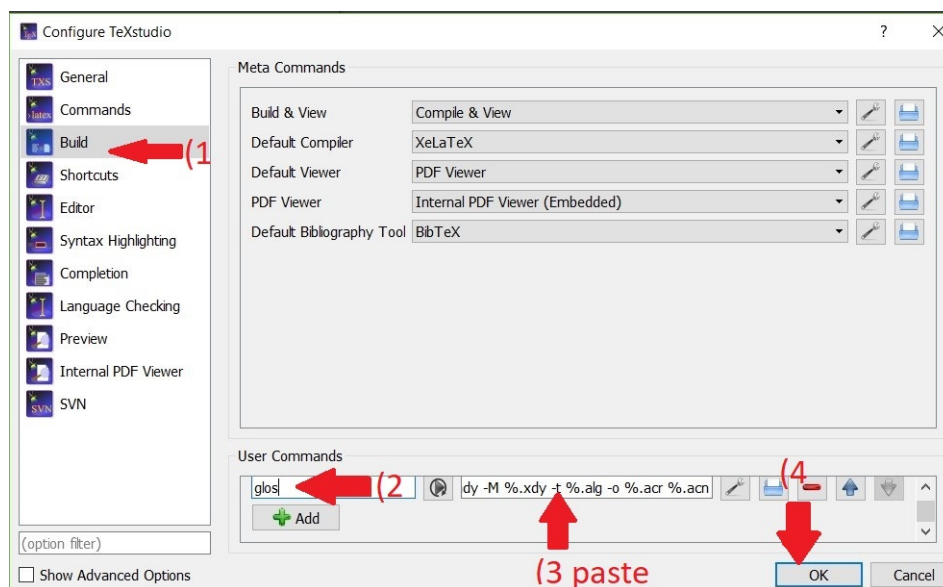 Configure TeXstudio
?
General
Commands
Build
Shortcuts
Editor
Syntax Highlighting
Completion
Language Checking
Preview
Internal PDF Viewer
SVN
(option filter)
Show Advanced Options
Meta Commands
Build & View Compile & View
Default Compiler XeLaTeX
Default Viewer PDF Viewer
PDF Viewer Internal PDF Viewer (Embedded)
Default Bibliography Tool BibTeX
User Commands
glos
dy -M %.xdy -t %.alg -o %.acr %.acn
Add
OK
Cancel
(1
(2
(3 paste
(4